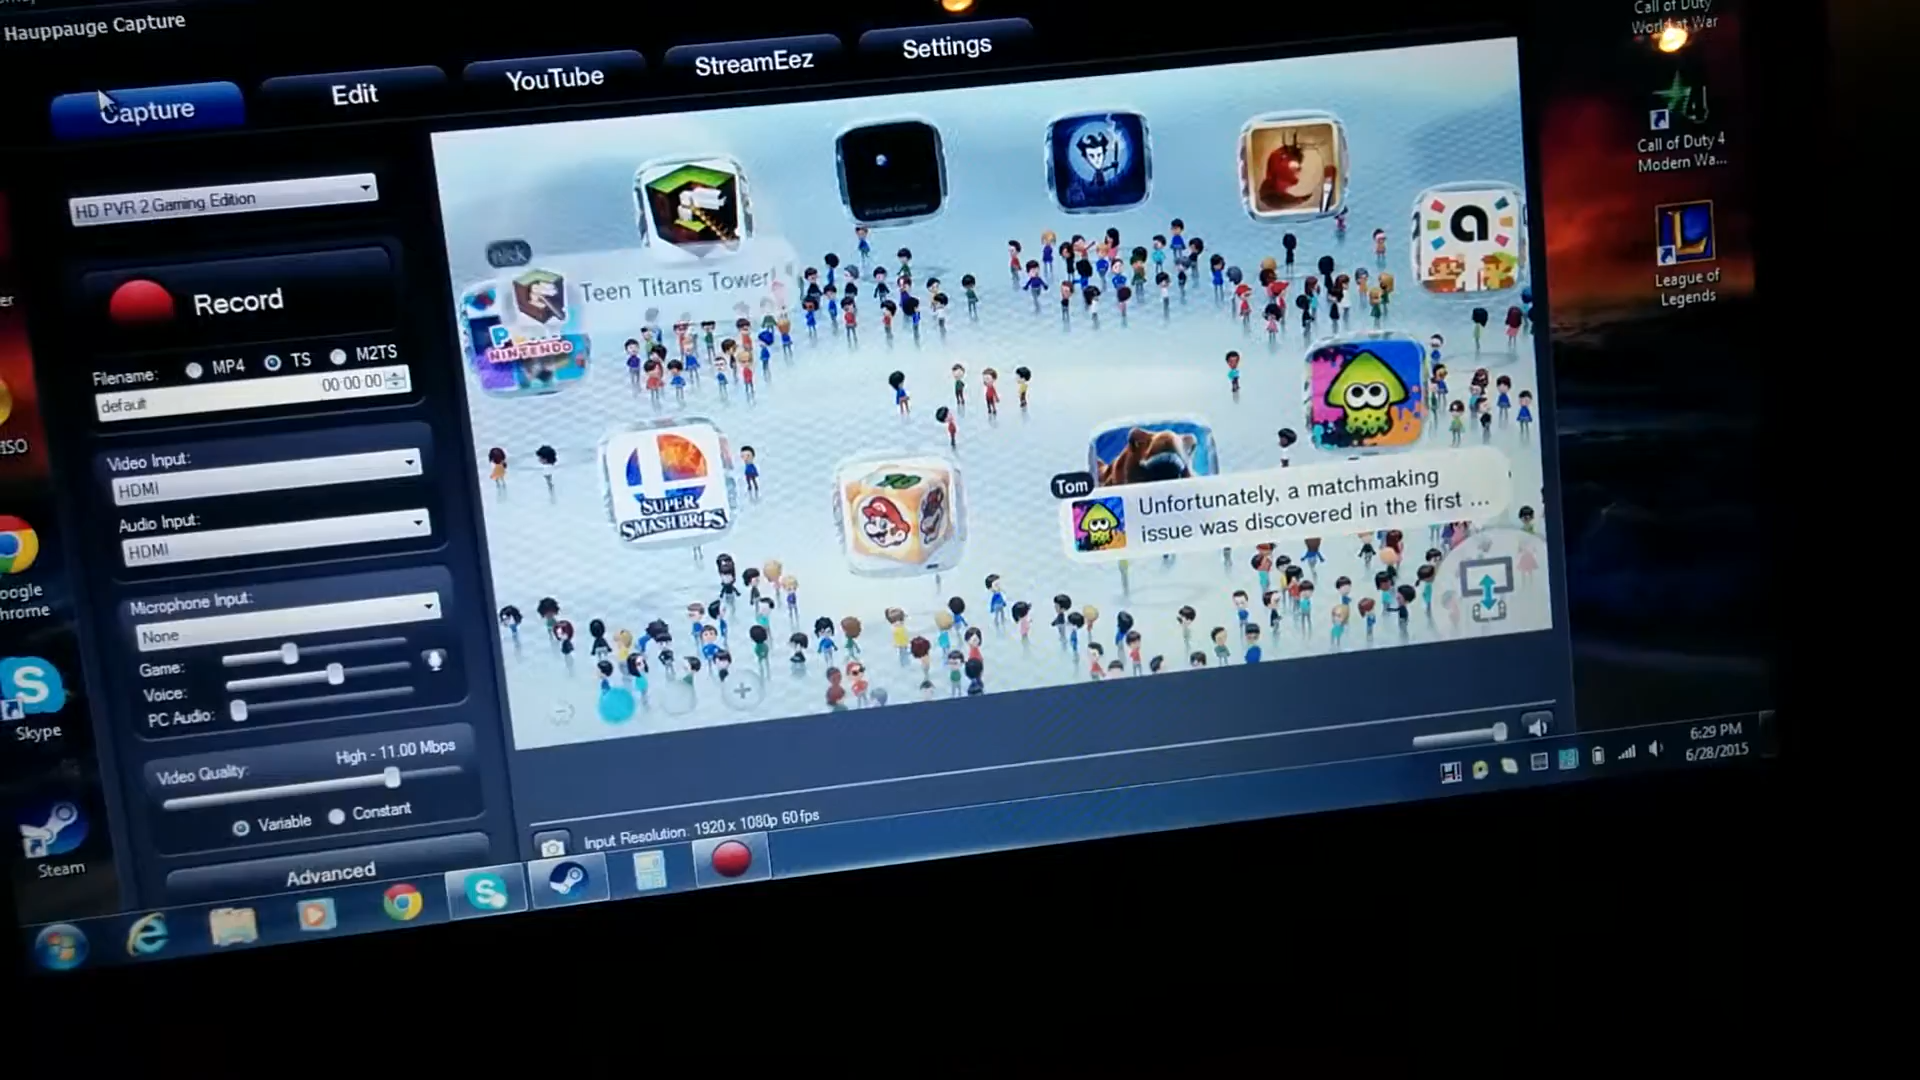 Hauppauge Capture
Capture
Edit
YouTube
StreamEez
Settings
Call of Duty
World at War
Call of Duty 4
Modern Wa...
League of
Legends
HD PVR 2 Gaming Edition
Record
Filename:
MP4
TS
M2TS
default
00:00:00
Video Input:
HDMI
Audio Input:
HDMI
Microphone Input:
None
Game:
Voice:
PC Audio:
Video Quality:
High - 11.00 Mbps
Variable
Constant
Advanced
Teen Titans Tower!
NINTENDO
a
SUPER
SMASH BROS
Tom
Unfortunately, a matchmaking
issue was discovered in the first ...
Input Resolution: 1920 x 1080p 60 fps
Skype
Steam
ISO
6:29 PM
6/28/2015